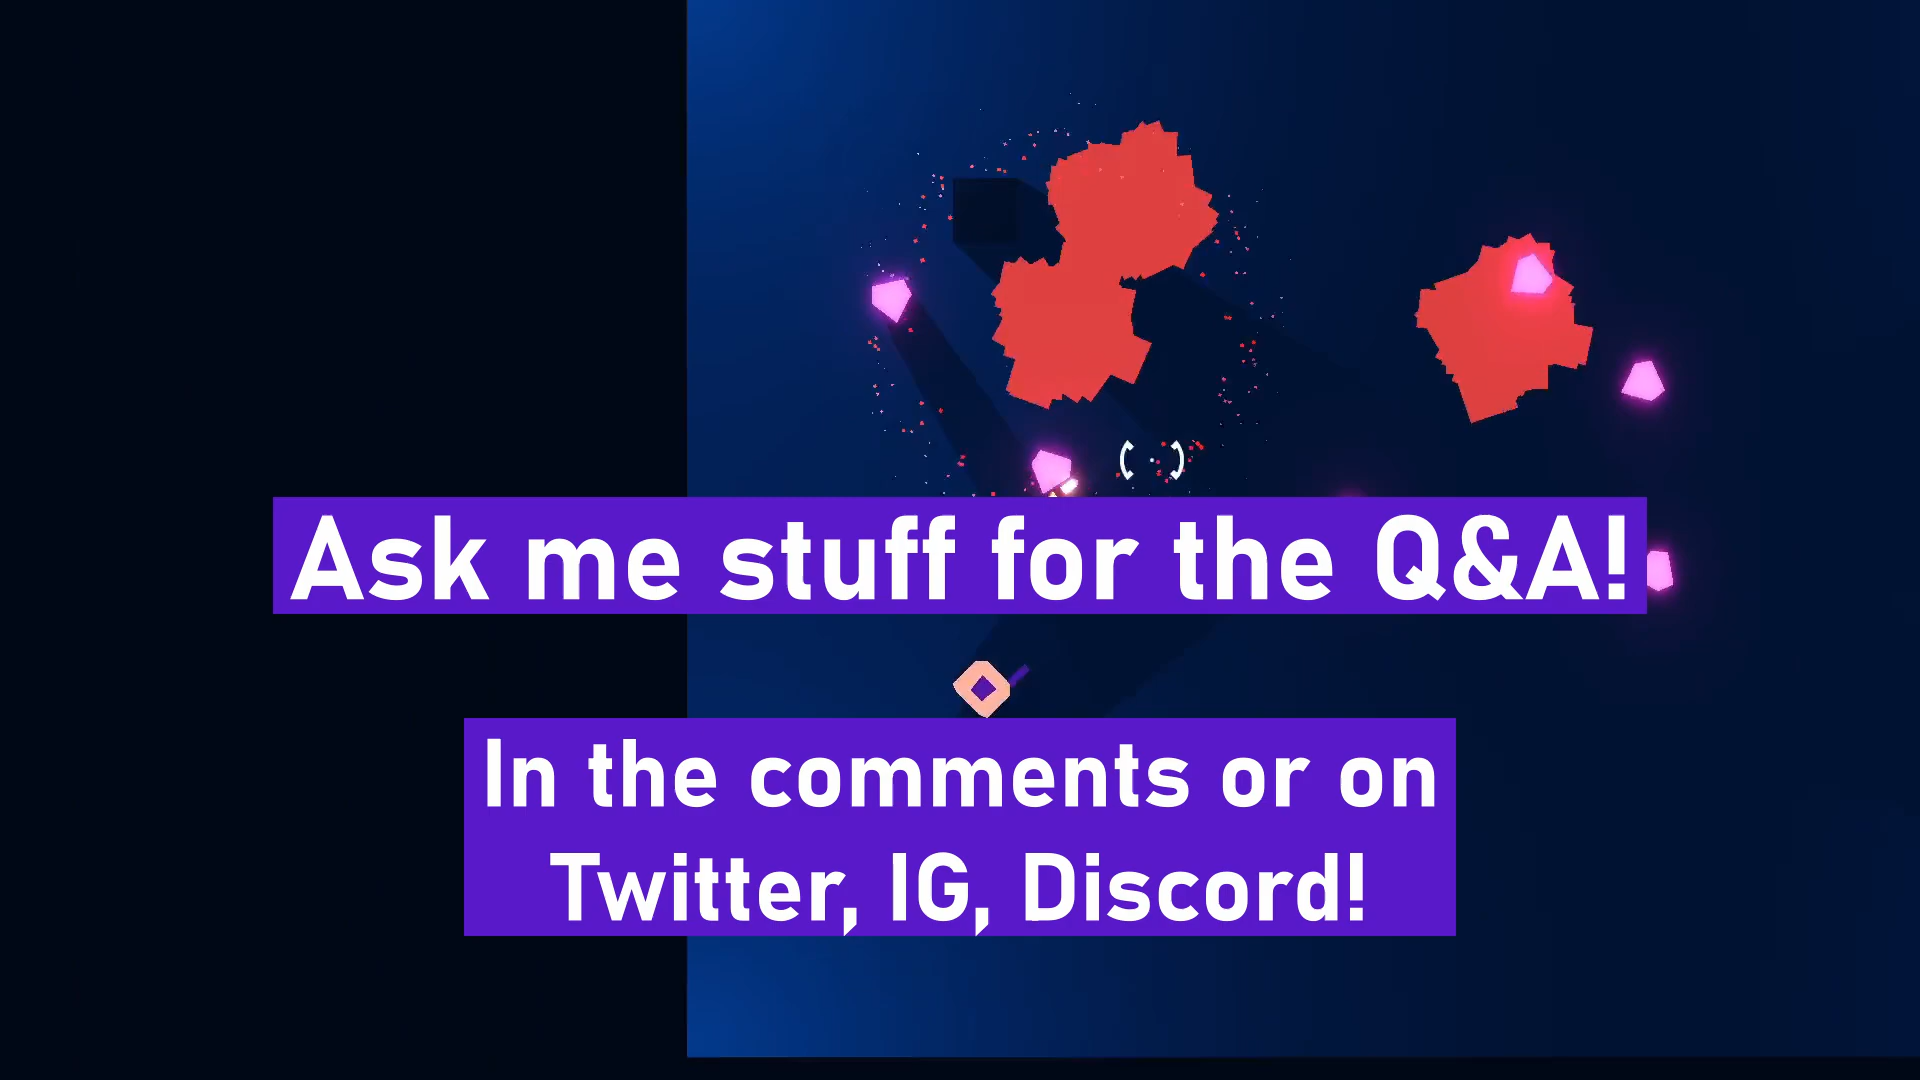 Ask me stuff for the Q&A!
In the comments or on
Twitter, IG, Discord!